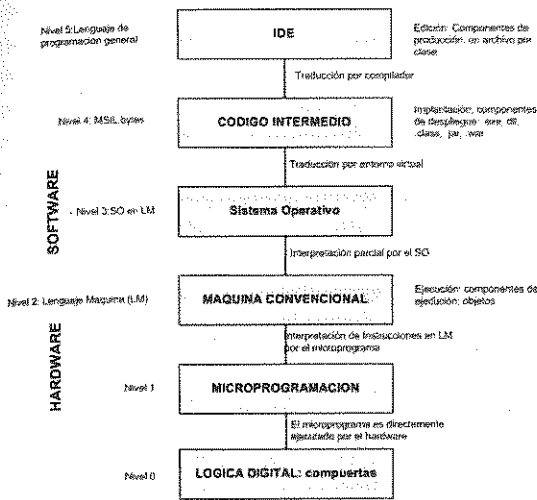 Nivel 5:Lenguaje de
programación general
IDE
Edición: Componentes de
producción: en archivo por
clase
Traducción por compilador
Nivel 4: MSIL, bytes
CODIGO INTERMEDIO
Implantación: componentes
de despliegue: exe, dll,
.class, jar, .war
Traducción por entorno virtual
SOFTWARE
Nivel 3:SO en LM
Sistema Operativo
Interpretación parcial por el SO
Nivel 2: Lenguaje Maquina (LM)
MAQUINA CONVENCIONAL
Ejecución: componentes de
ejecución: objetos
Interpretación de Instrucciones en LM
por el microprograma
HARDWARE
Nivel 1
MICROPROGRAMACION
El microprograma es directamente
ejecutado por el hardware
Nivel 0
LOGICA DIGITAL: compuertas